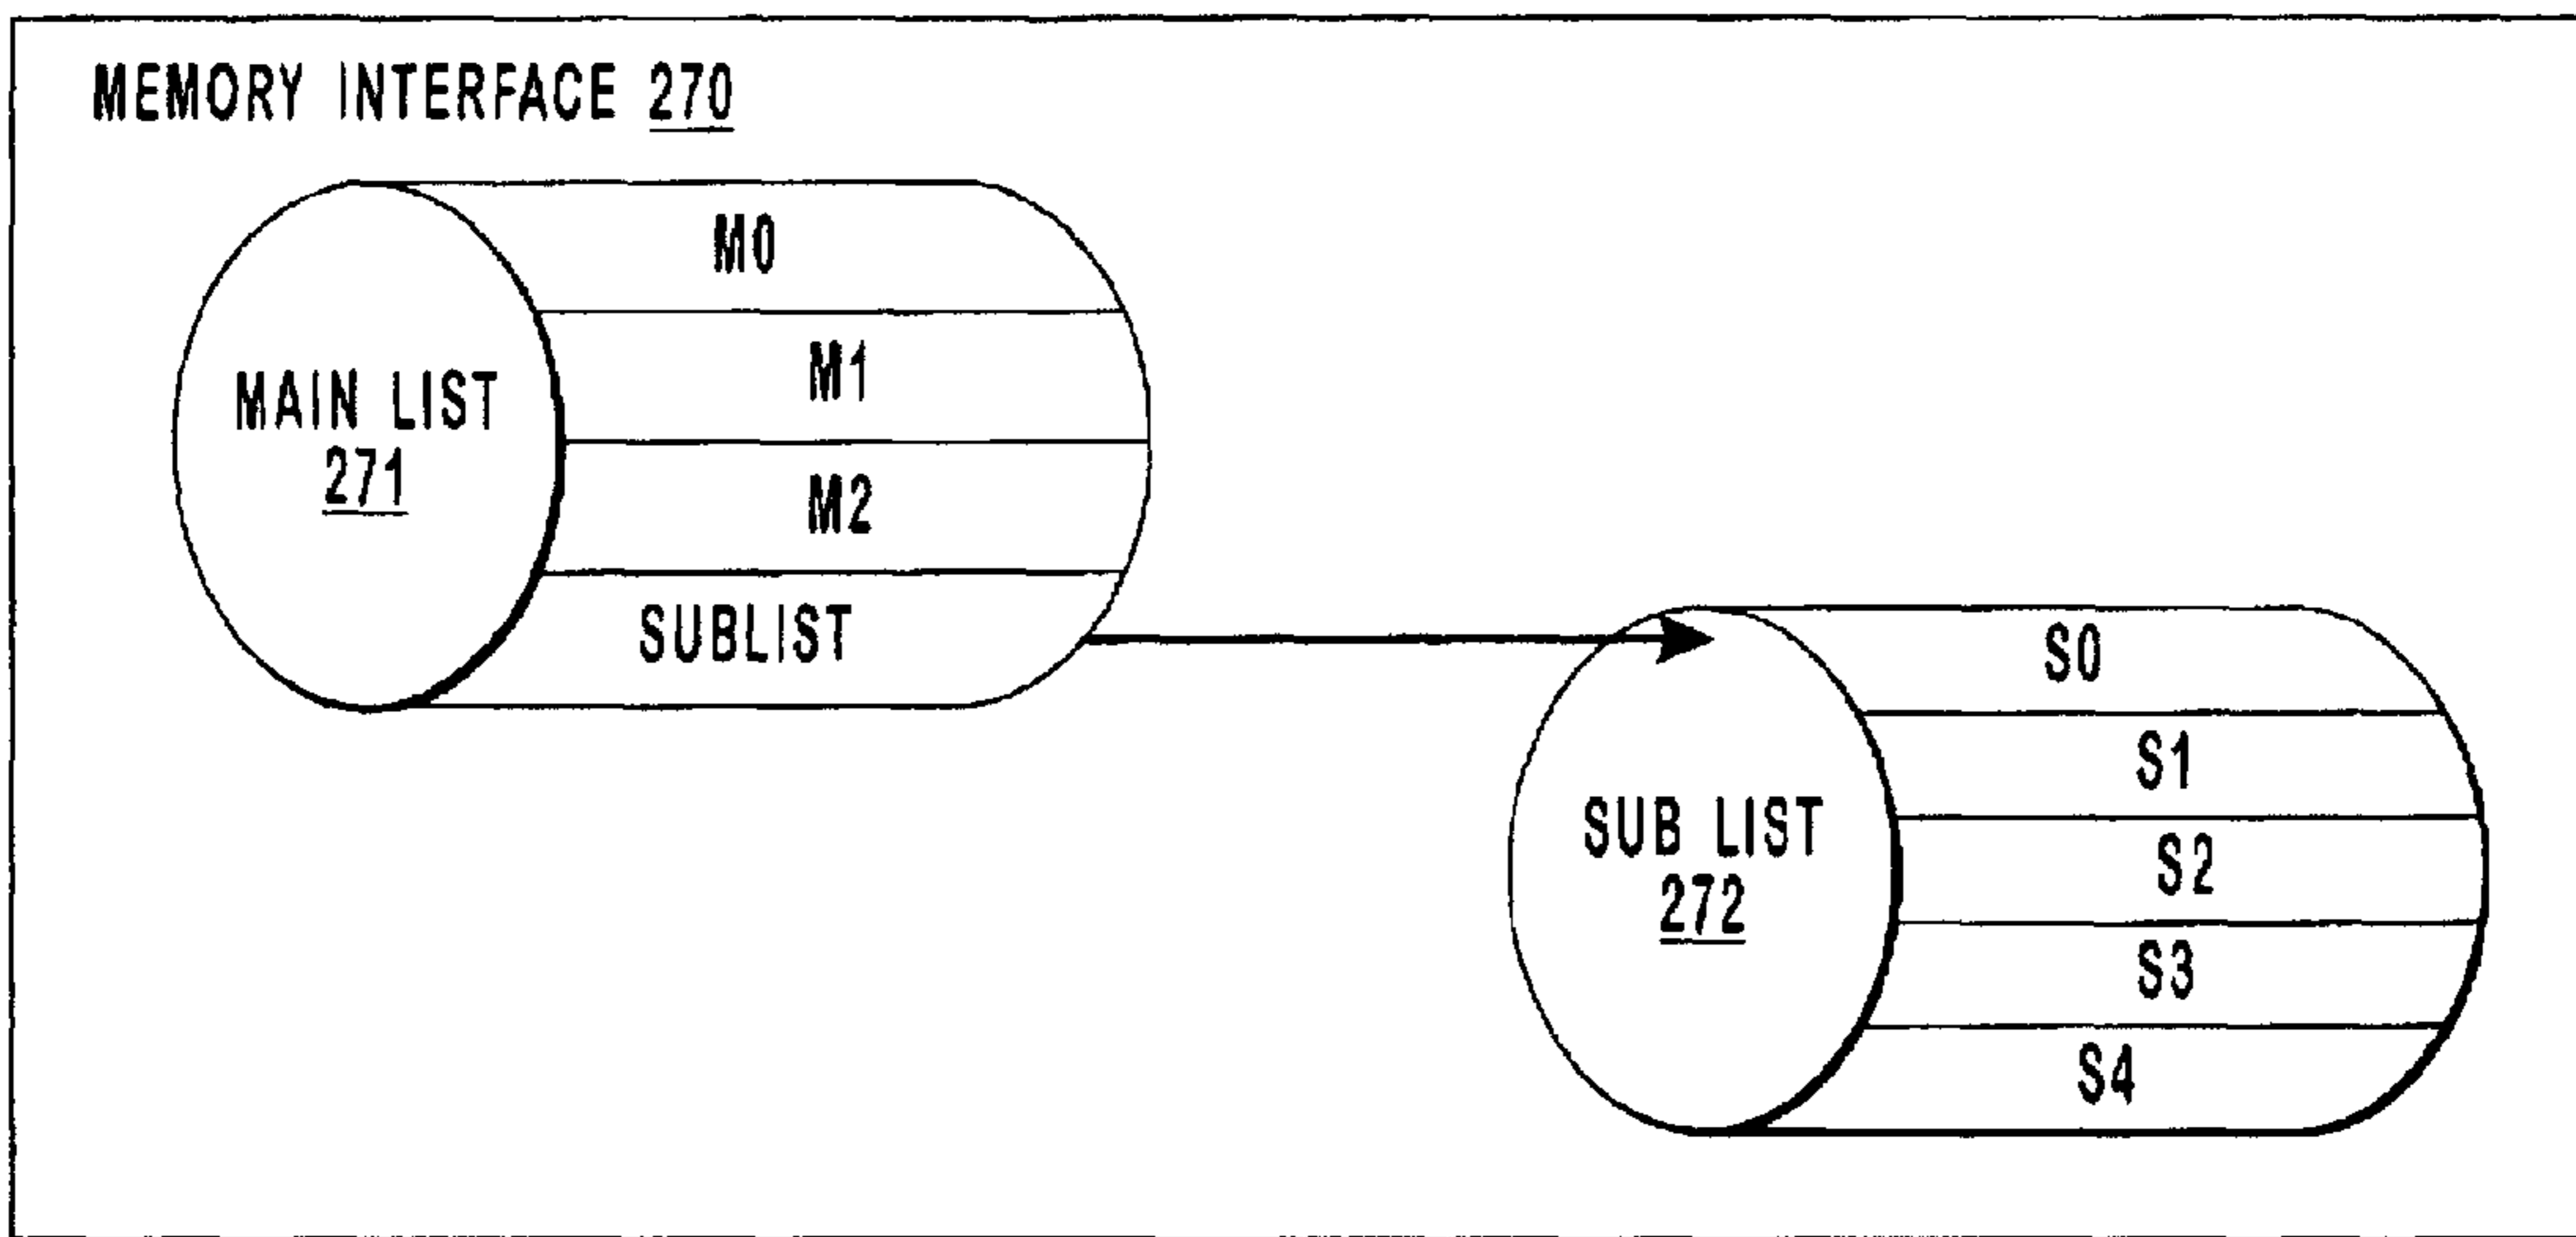 MEMORY INTERFACE 270
MAIN LIST
271
M0
M1
M2
SUBLIST
SUB LIST
272
S0
S1
S2
S3
S4